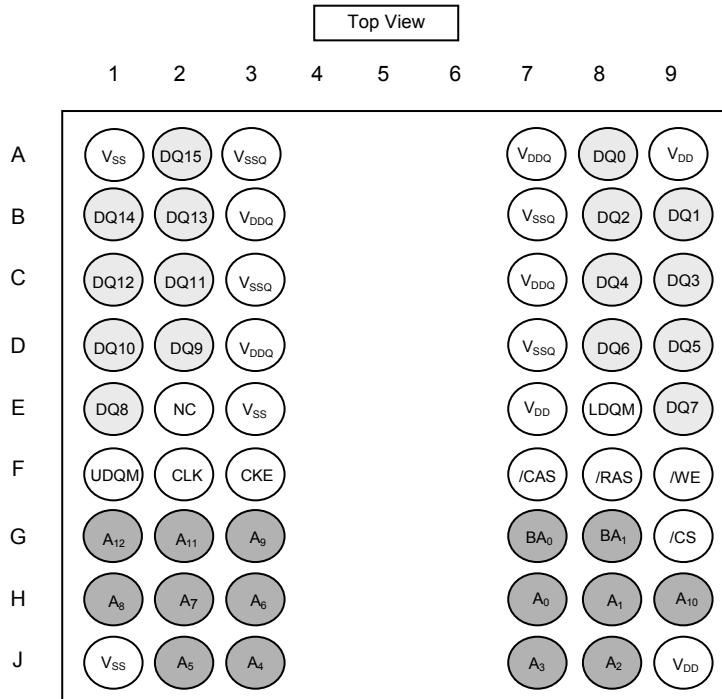 Top View
1 2 3 4 5 6 7 8 9
A VSS DQ15 VSSQ VDDQ DQ0 VDD
B DQ14 DQ13 VDDQ VSSQ DQ2 DQ1
C DQ12 DQ11 VSSQ VDDQ DQ4 DQ3
D DQ10 DQ9 VDDQ VSSQ DQ6 DQ5
E DQ8 NC VSS VDD LDQM DQ7
F UDQM CLK CKE /CAS /RAS /WE
G A12 A11 A9 BA0 BA1 /CS
H A8 A7 A6 A0 A1 A10
J VSS A5 A4 A3 A2 VDD